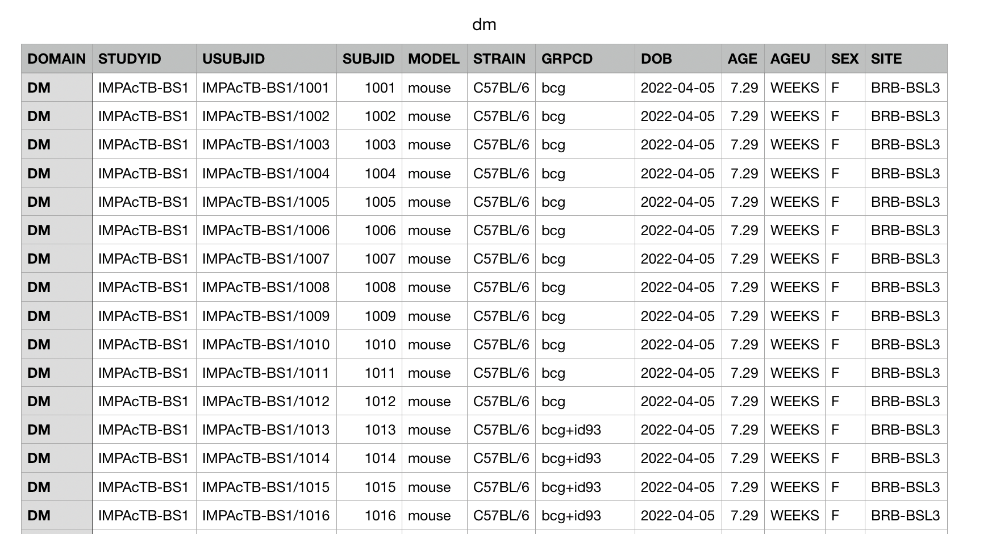 dm
DOMAIN STUDYID USUBJID SUBJID MODEL STRAIN GRPCD DOB AGE AGEU SEX SITE
DM IMPAcTB-BS1 IMPAcTB-BS1/1001 1001 mouse C57BL/6 bcg 2022-04-05 7.29 WEEKS F BRB-BSL3
DM IMPAcTB-BS1 IMPAcTB-BS1/1002 1002 mouse C57BL/6 bcg 2022-04-05 7.29 WEEKS F BRB-BSL3
DM IMPAcTB-BS1 IMPAcTB-BS1/1003 1003 mouse C57BL/6 bcg 2022-04-05 7.29 WEEKS F BRB-BSL3
DM IMPAcTB-BS1 IMPAcTB-BS1/1004 1004 mouse C57BL/6 bcg 2022-04-05 7.29 WEEKS F BRB-BSL3
DM IMPAcTB-BS1 IMPAcTB-BS1/1005 1005 mouse C57BL/6 bcg 2022-04-05 7.29 WEEKS F BRB-BSL3
DM IMPAcTB-BS1 IMPAcTB-BS1/1006 1006 mouse C57BL/6 bcg 2022-04-05 7.29 WEEKS F BRB-BSL3
DM IMPAcTB-BS1 IMPAcTB-BS1/1007 1007 mouse C57BL/6 bcg 2022-04-05 7.29 WEEKS F BRB-BSL3
DM IMPAcTB-BS1 IMPAcTB-BS1/1008 1008 mouse C57BL/6 bcg 2022-04-05 7.29 WEEKS F BRB-BSL3
DM IMPAcTB-BS1 IMPAcTB-BS1/1009 1009 mouse C57BL/6 bcg 2022-04-05 7.29 WEEKS F BRB-BSL3
DM IMPAcTB-BS1 IMPAcTB-BS1/1010 1010 mouse C57BL/6 bcg 2022-04-05 7.29 WEEKS F BRB-BSL3
DM IMPAcTB-BS1 IMPAcTB-BS1/1011 1011 mouse C57BL/6 bcg 2022-04-05 7.29 WEEKS F BRB-BSL3
DM IMPAcTB-BS1 IMPAcTB-BS1/1012 1012 mouse C57BL/6 bcg 2022-04-05 7.29 WEEKS F BRB-BSL3
DM IMPAcTB-BS1 IMPAcTB-BS1/1013 1013 mouse C57BL/6 bcg+id93 2022-04-05 7.29 WEEKS F BRB-BSL3
DM IMPAcTB-BS1 IMPAcTB-BS1/1014 1014 mouse C57BL/6 bcg+id93 2022-04-05 7.29 WEEKS F BRB-BSL3
DM IMPAcTB-BS1 IMPAcTB-BS1/1015 1015 mouse C57BL/6 bcg+id93 2022-04-05 7.29 WEEKS F BRB-BSL3
DM IMPAcTB-BS1 IMPAcTB-BS1/1016 1016 mouse C57BL/6 bcg+id93 2022-04-05 7.29 WEEKS F BRB-BSL3